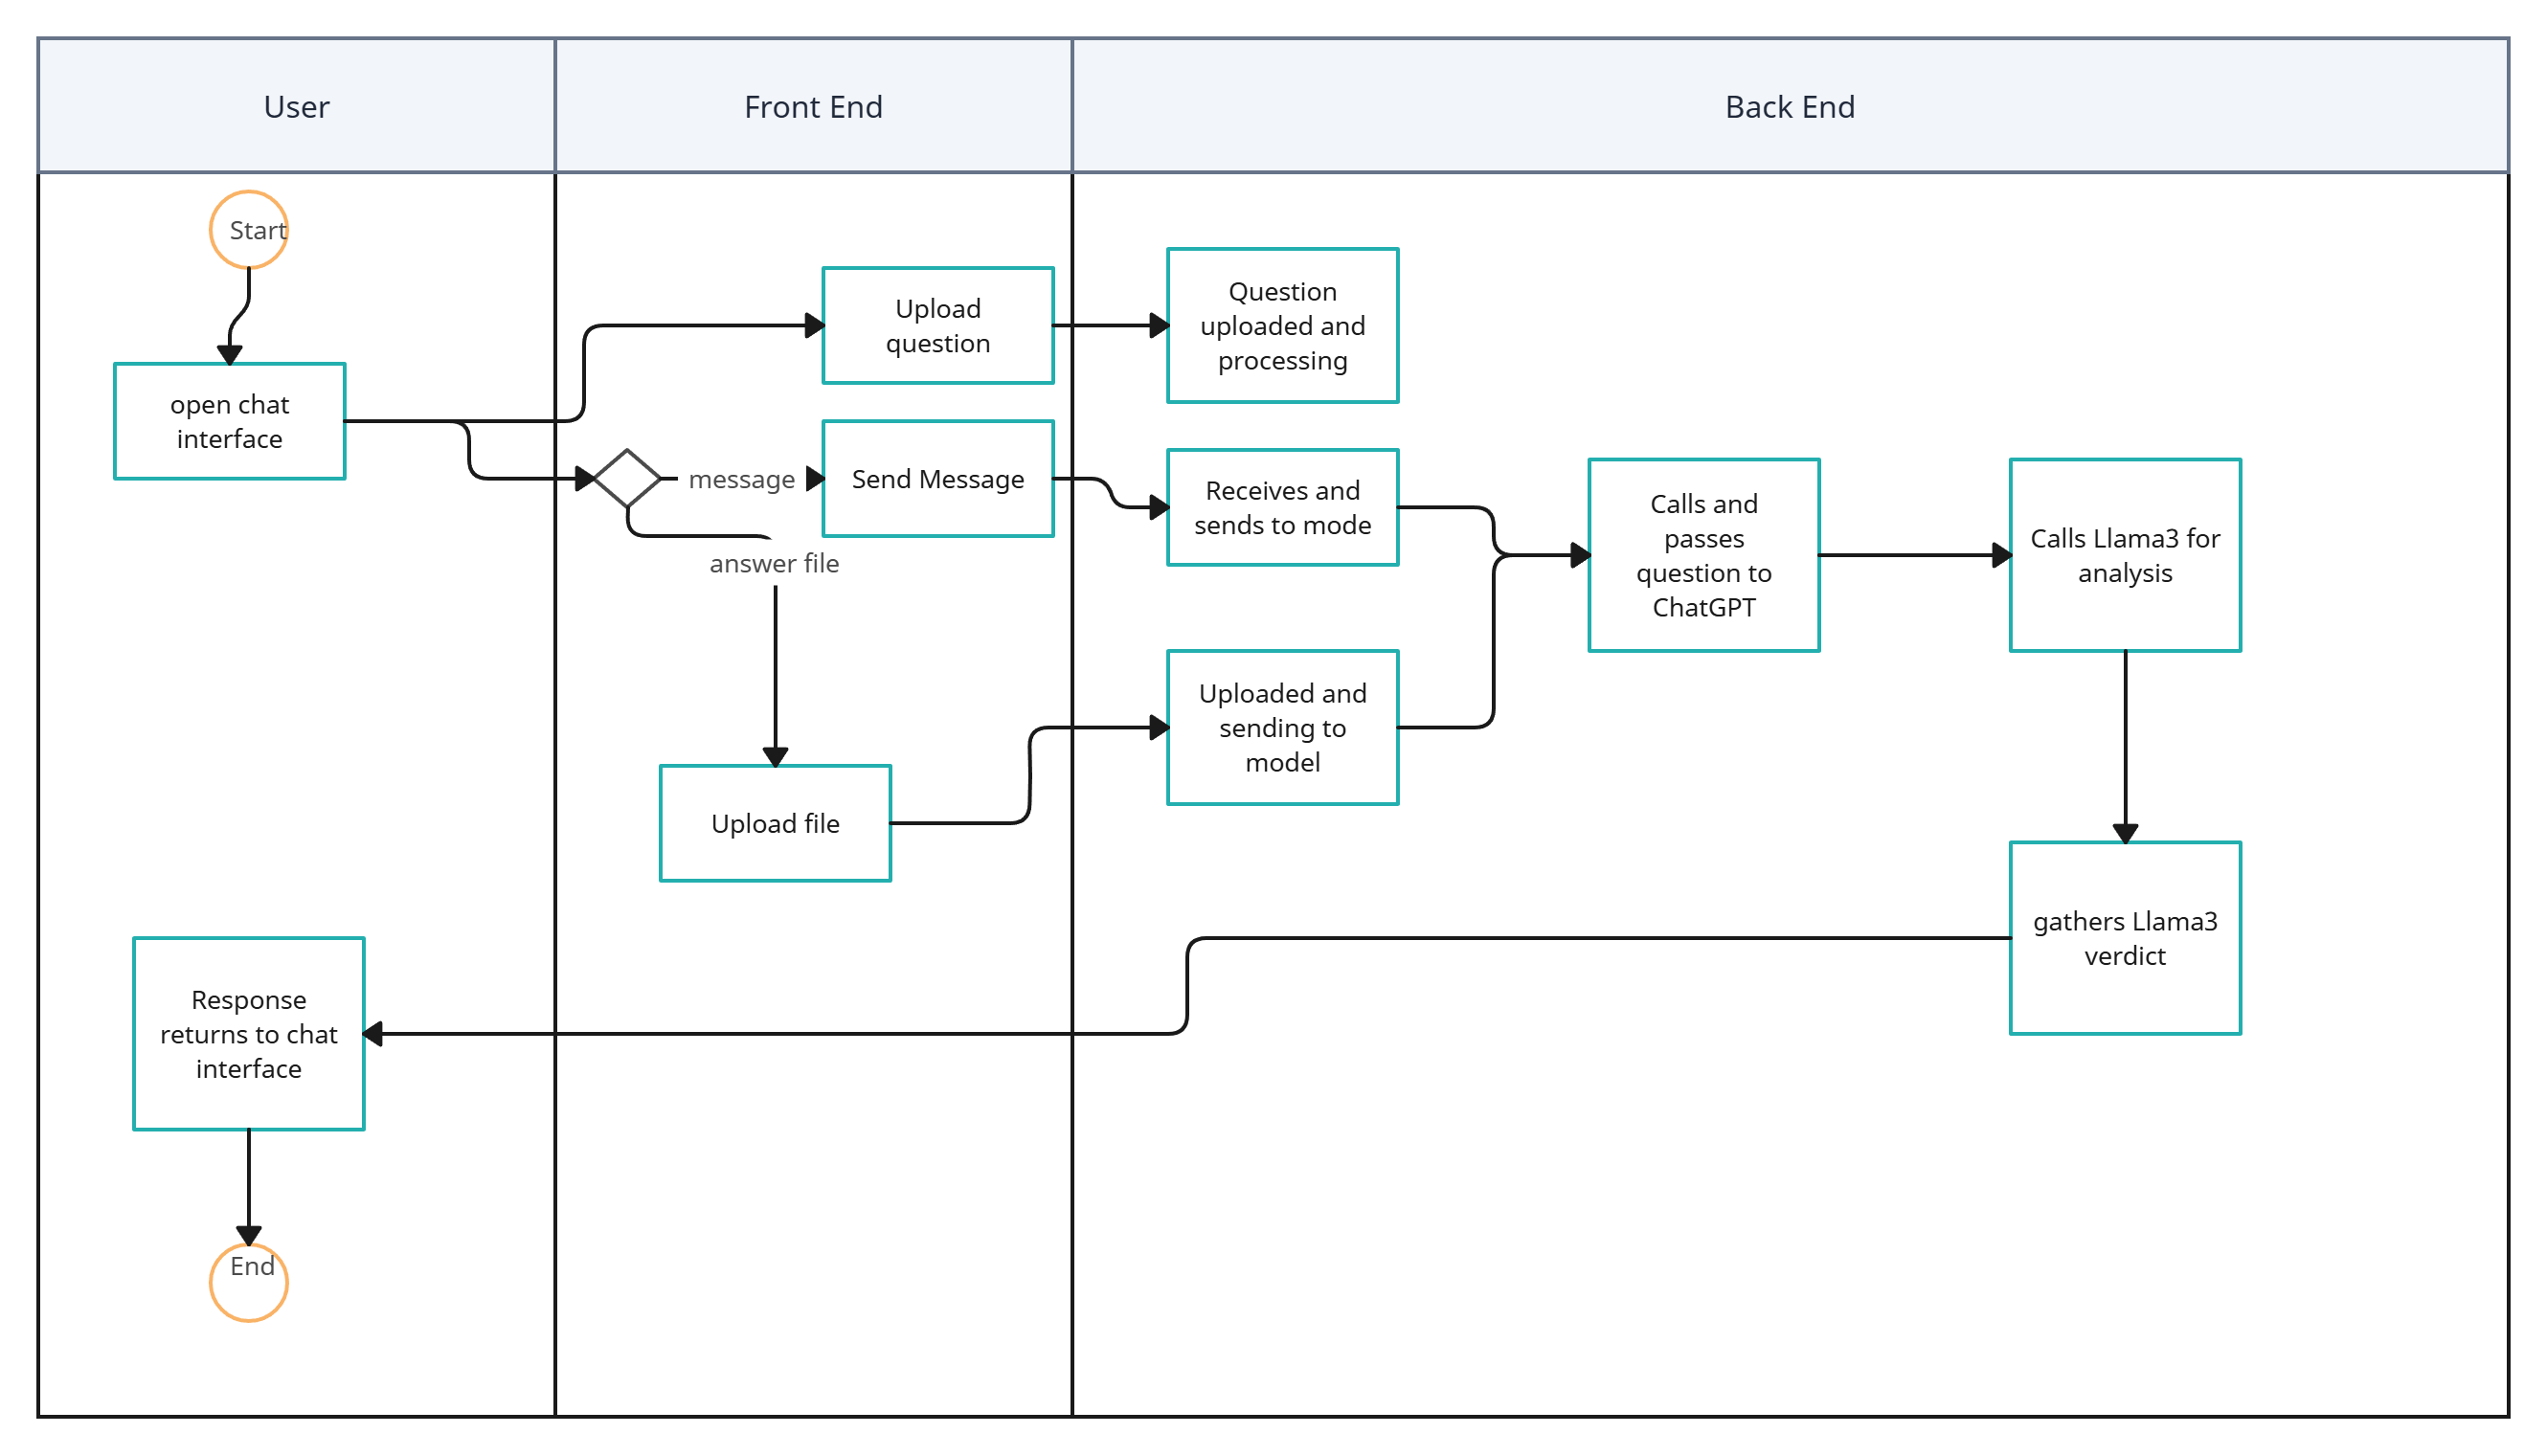 User
Front End
Back End
Start
open chat
interface
Upload
question
Question
uploaded and
processing
message
Send Message
answer file
Receives and
sends to mode
Calls and
passes
question to
ChatGPT
Calls Llama3 for
analysis
Uploaded and
sending to
model
Upload file
gathers Llama3
verdict
Response
returns to chat
interface
End